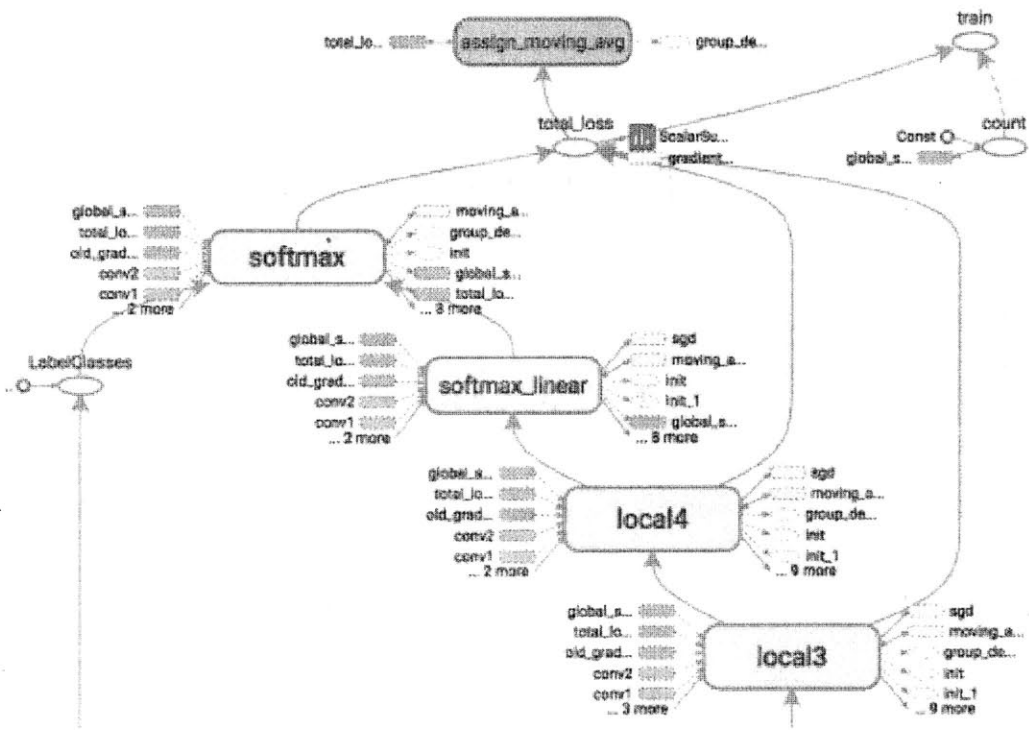 train
total_lo... assign_moving_avg group_de...
total_loss
ScalarSu...
gradient...
Const
count
global_s...
global_s...
total_lo...
old_grad...
conv2
conv1
... 2 more
softmax
moving_a...
group_de...
init
global_s...
total_lo...
... 8 more
LabelClasses
..
global_s...
total_lo...
old_grad...
conv2
conv1
... 2 more
softmax_linear
sgd
moving_a...
init
init_1
global_s...
... 8 more
global_s...
total_lo...
old_grad...
conv2
conv1
... 2 more
local4
sgd
moving_a...
group_de...
init
init_1
... 9 more
global_s...
total_lo...
old_grad...
conv2
conv1
... 3 more
local3
sgd
moving_a...
group_de...
init
init_1
... 9 more